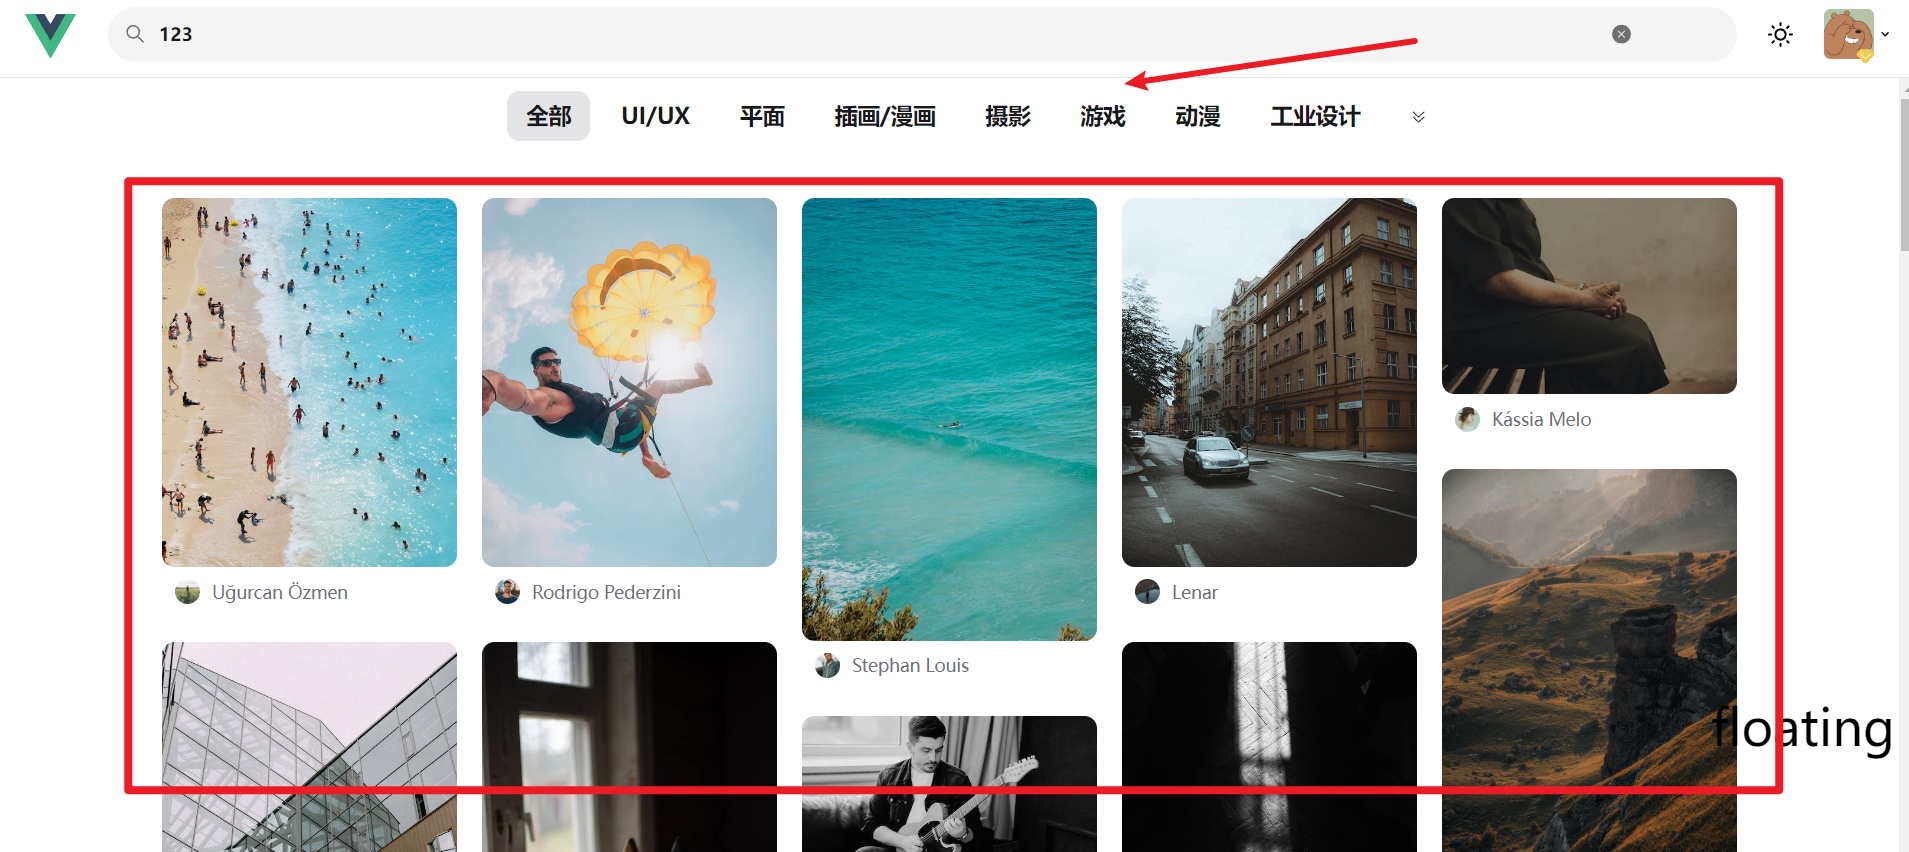 123
全部 UI/UX 平面 插画/漫画 摄影 游戏 动漫 工业设计
Kássia Melo
Uğurcan Özmen Rodrigo Pederzini Lenar
Stephan Louis
floating